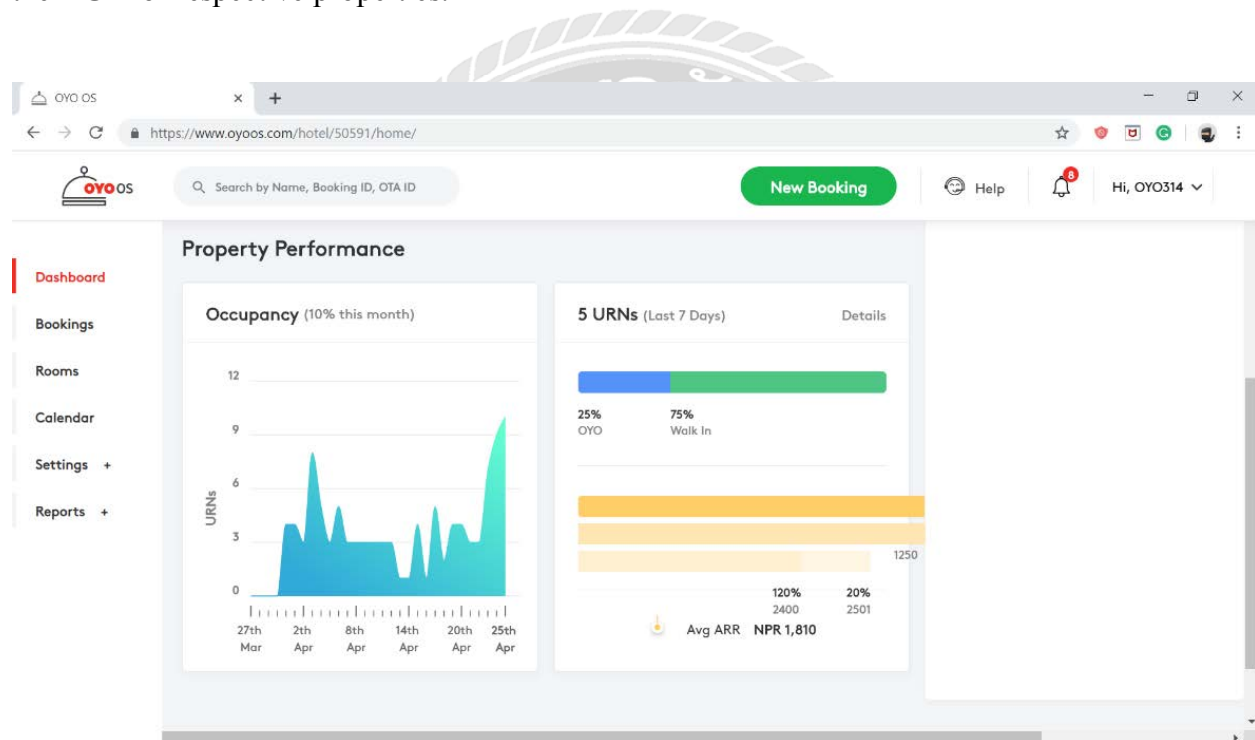 OYO OS
https://www.oyoos.com/hotel/50591/home/
OYO OS
Search by Name, Booking ID, OTA ID
New Booking
Help
8
Hi, OYO314
Dashboard
Bookings
Rooms
Calendar
Settings +
Reports +
Property Performance
Occupancy (10% this month)
12
9
6
3
0
URNs
27th 2th 8th 14th 20th 25th
Mar Apr Apr Apr Apr Apr
5 URNs (Last 7 Days) Details
25% 75%
OYO Walk In
1250
120% 20%
2400 2501
Avg ARR NPR 1,810